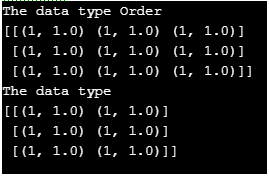 The data type Order
[[(1, 1.0) (1, 1.0) (1, 1.0)]
 [(1, 1.0) (1, 1.0) (1, 1.0)]
 [(1, 1.0) (1, 1.0) (1, 1.0)]]
The data type
[[(1, 1.0) (1, 1.0)]
 [(1, 1.0) (1, 1.0)]
 [(1, 1.0) (1, 1.0)]]